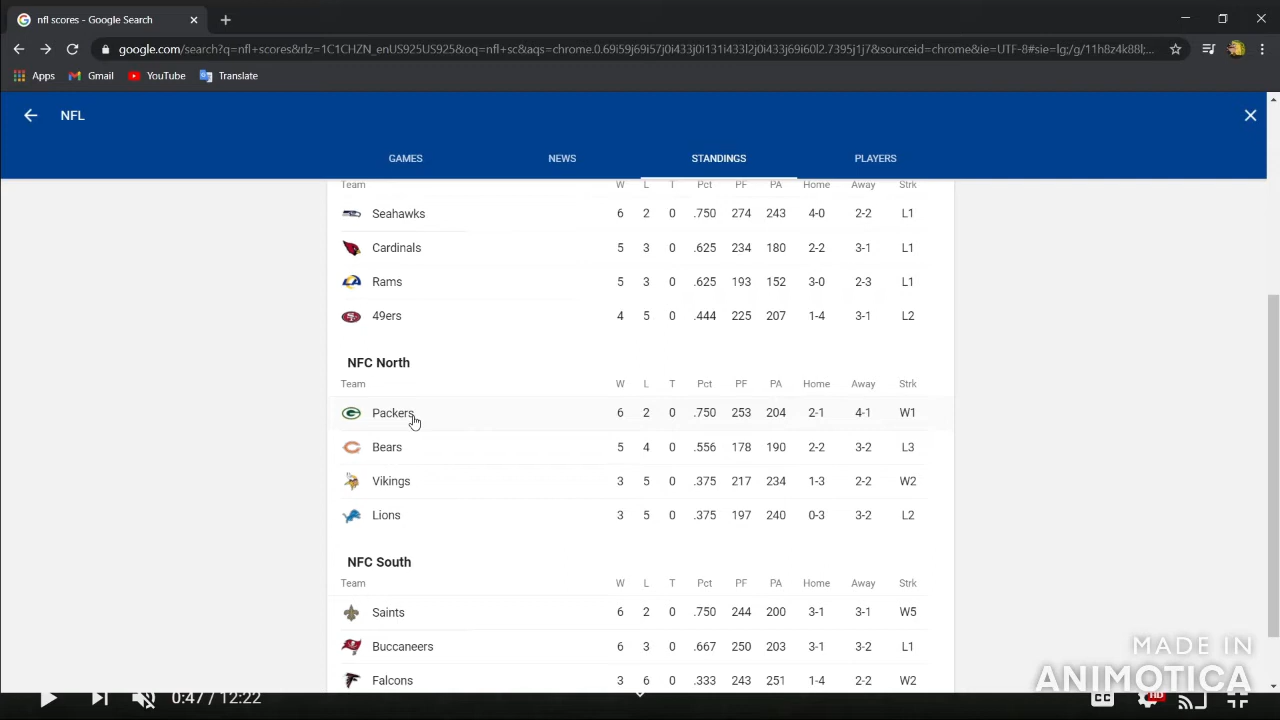 nfl scores - Google Search
google.com/search?q=nfl+scores&rlz=1C1CHZN_enUS925US925&oq=nfl+sc&aqs=chrome.0.69i59j69i57j0i433j0i131i433l2j0i433j69i60l2.7395j1j7&sourceid=chrome&ie=UTF-8#sie=lg;/g/11h8z4k88l;...
Apps Gmail YouTube Translate
NFL
GAMES NEWS STANDINGS PLAYERS
Team W L T Pct PF PA Home Away Strk
Seahawks 6 2 0 .750 274 243 4-0 2-2 L1
Cardinals 5 3 0 .625 234 180 2-2 3-1 L1
Rams 5 3 0 .625 193 152 3-0 2-3 L1
49ers 4 5 0 .444 225 207 1-4 3-1 L2
NFC North
Team W L T Pct PF PA Home Away Strk
Packers 6 2 0 .750 253 204 2-1 4-1 W1
Bears 5 4 0 .556 178 190 2-2 3-2 L3
Vikings 3 5 0 .375 217 234 1-3 2-2 W2
Lions 3 5 0 .375 197 240 0-3 3-2 L2
NFC South
Team W L T Pct PF PA Home Away Strk
Saints 6 2 0 .750 244 200 3-1 3-1 W5
Buccaneers 6 3 0 .667 250 203 3-1 3-2 L1
Falcons 3 6 0 .333 243 251 1-4 2-2 W2
MADE IN
ANIMOTICA
0:47 / 12:22
CC HD